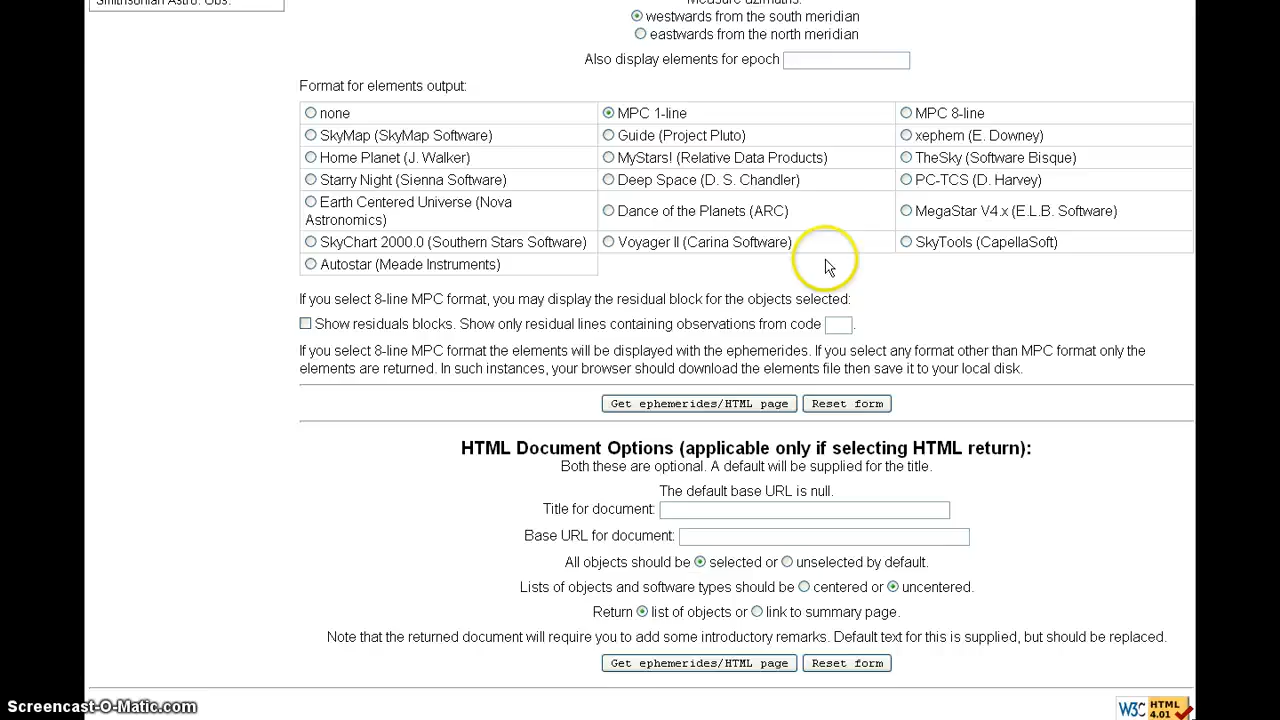 Smithsonian Astro. Obs.
Measure azimuths:
westwards from the south meridian
eastwards from the north meridian
Also display elements for epoch
Format for elements output:
none MPC 1-line MPC 8-line
SkyMap (SkyMap Software) Guide (Project Pluto) xephem (E. Downey)
Home Planet (J. Walker) MyStars! (Relative Data Products) TheSky (Software Bisque)
Starry Night (Sienna Software) Deep Space (D. S. Chandler) PC-TCS (D. Harvey)
Earth Centered Universe (Nova
Astronomics) Dance of the Planets (ARC) MegaStar V4.x (E.L.B. Software)
SkyChart 2000.0 (Southern Stars Software) Voyager II (Carina Software) SkyTools (CapellaSoft)
Autostar (Meade Instruments)
If you select 8-line MPC format, you may display the residual block for the objects selected:
Show residuals blocks. Show only residual lines containing observations from code .
If you select 8-line MPC format the elements will be displayed with the ephemerides. If you select any format other than MPC format only the
elements are returned. In such instances, your browser should download the elements file then save it to your local disk.
Get ephemerides/HTML page Reset form
HTML Document Options (applicable only if selecting HTML return):
Both these are optional. A default will be supplied for the title.
The default base URL is null.
Title for document:
Base URL for document:
All objects should be selected or unselected by default.
Lists of objects and software types should be centered or uncentered.
Return list of objects or link to summary page.
Note that the returned document will require you to add some introductory remarks. Default text for this is supplied, but should be replaced.
Get ephemerides/HTML page Reset form
Screencast-O-Matic.com
W3C HTML
4.01